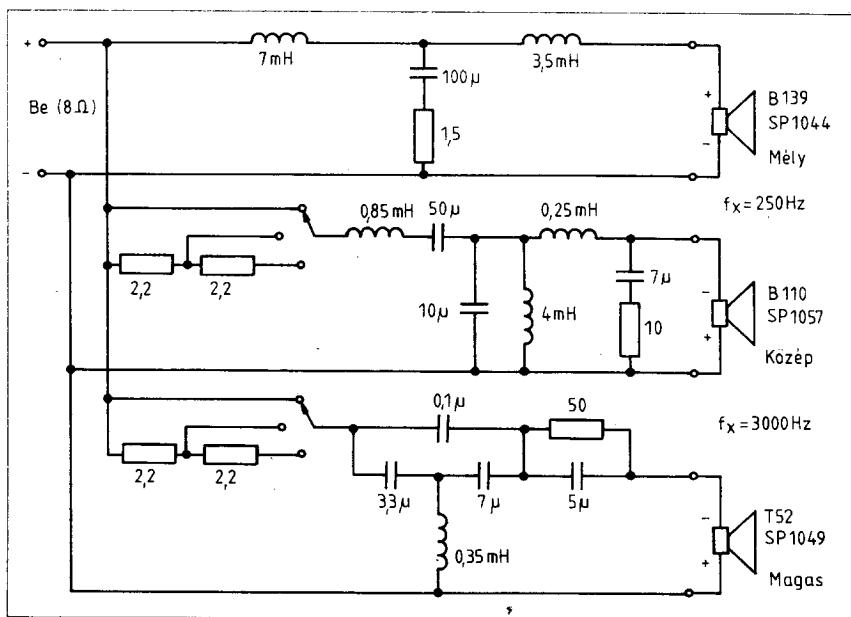 +
7mH
3,5mH
100μ
1,5
Be (8Ω)
-
+
-
B139
SP1044
Mély
fx=250Hz
0,85mH
50μ
0,25mH
2,2
2,2
10μ
4mH
7μ
10
-
+
B110
SP1057
Közép
fx=3000Hz
0,1μ
50
2,2
2,2
3,3μ
7μ
5μ
0,35mH
-
+
T52
SP1049
Magas